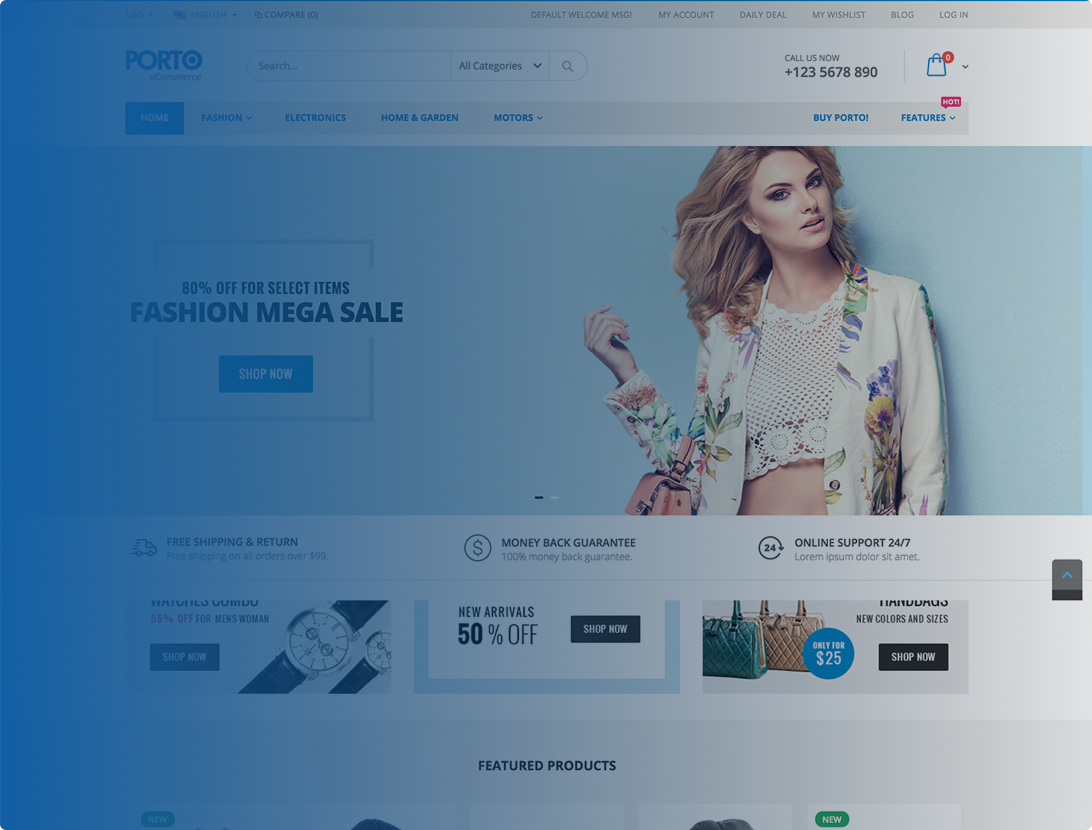 USD ENGLISH COMPARE (0) DEFAULT WELCOME MSG! MY ACCOUNT DAILY DEAL MY WISHLIST BLOG LOG IN
PORTO
eCommerce
Search... All Categories
CALL US NOW
+123 5678 890
0
HOT!
HOME FASHION ELECTRONICS HOME & GARDEN MOTORS BUY PORTO! FEATURES
80% OFF FOR SELECT ITEMS
FASHION MEGA SALE
SHOP NOW
FREE SHIPPING & RETURN
Free shipping on all orders over $99.
$
MONEY BACK GUARANTEE
100% money back guarantee.
24
ONLINE SUPPORT 24/7
Lorem ipsum dolor sit amet.
WATCHES COMBO
55% OFF FOR MENS WOMAN
SHOP NOW
NEW ARRIVALS
50 % OFF
SHOP NOW
HANDBAGS
NEW COLORS AND SIZES
ONLY FOR
$25
SHOP NOW
FEATURED PRODUCTS
NEW
NEW